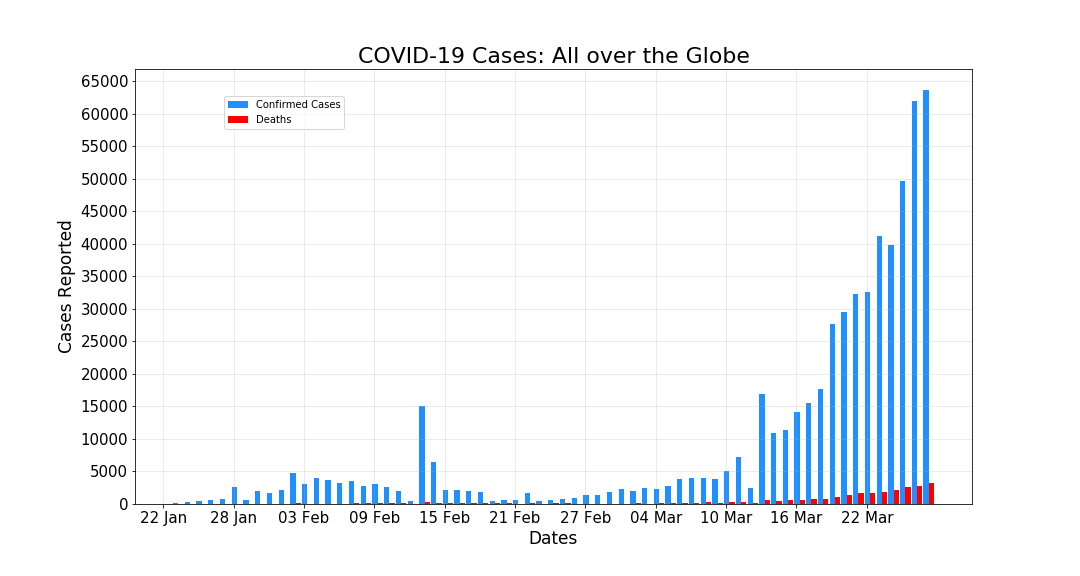 COVID-19 Cases: All over the Globe
Confirmed Cases
Deaths
Cases Reported
65000
60000
55000
50000
45000
40000
35000
30000
25000
20000
15000
10000
5000
0
22 Jan 28 Jan 03 Feb 09 Feb 15 Feb 21 Feb 27 Feb 04 Mar 10 Mar 16 Mar 22 Mar
Dates